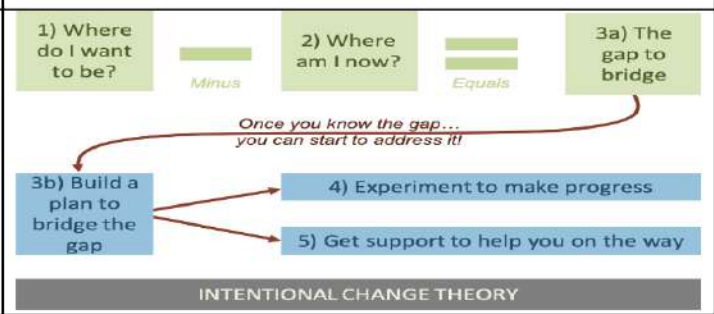 1) Where
do I want
to be?
Minus
2) Where
am I now?
Equals
3a) The
gap to
bridge
Once you know the gap...
you can start to address it!
3b) Build a
plan to
bridge the
gap
4) Experiment to make progress
5) Get support to help you on the way
INTENTIONAL CHANGE THEORY